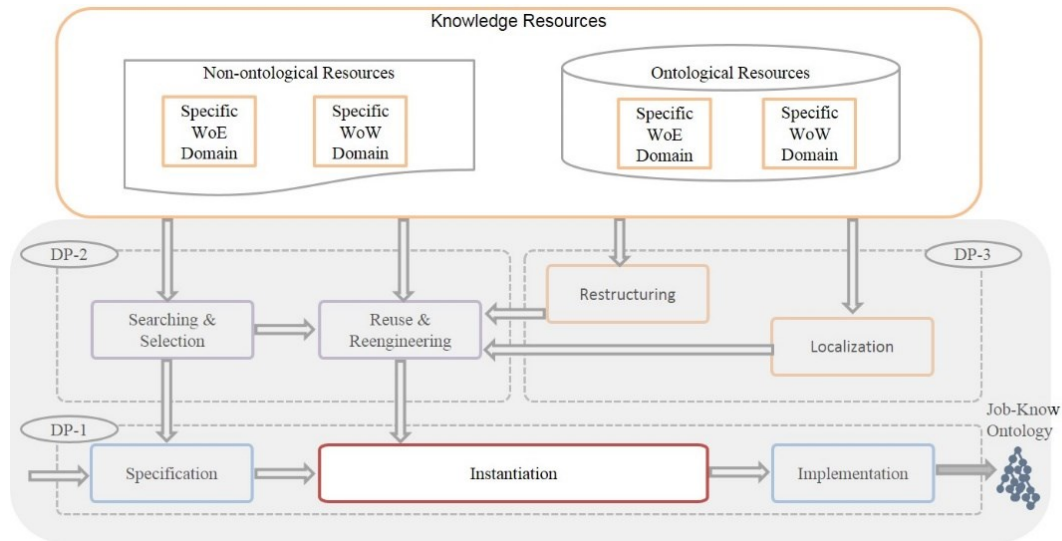 Knowledge Resources
Non-ontological Resources
Specific
WoE
Domain
Specific
WoW
Domain
Ontological Resources
Specific
WoE
Domain
Specific
WoW
Domain
DP-2
DP-3
Restructuring
Searching &
Selection
Reuse &
Reengineering
Localization
DP-1
Job-Know
Ontology
Specification
Instantiation
Implementation